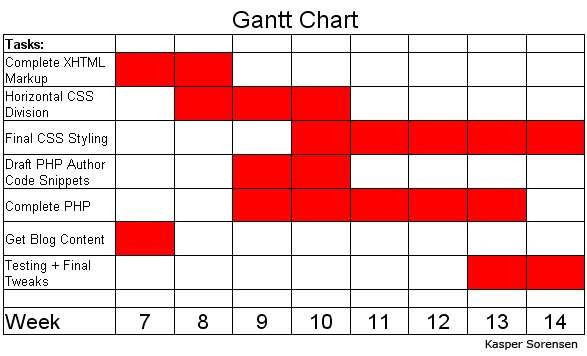 Gantt Chart
Tasks:
Complete XHTML
Markup
Horizontal CSS
Division
Final CSS Styling
Draft PHP Author
Code Snippets
Complete PHP
Get Blog Content
Testing + Final
Tweaks
Week 7 8 9 10 11 12 13 14
Kasper Sorensen